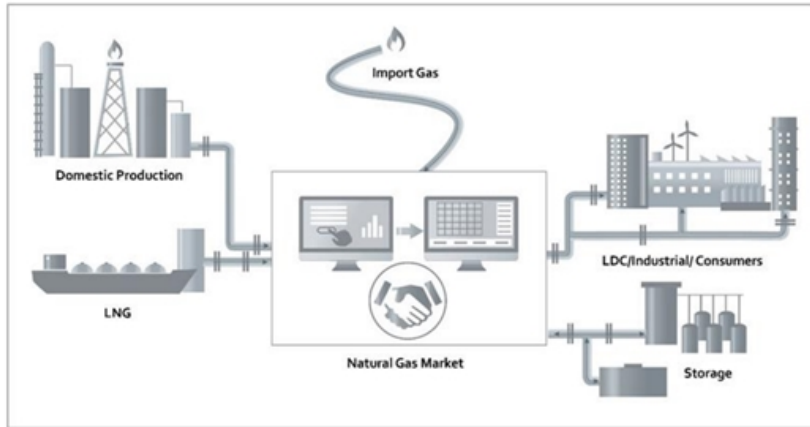 Import Gas
Domestic Production
LNG
LDC/Industrial/ Consumers
Natural Gas Market
Storage